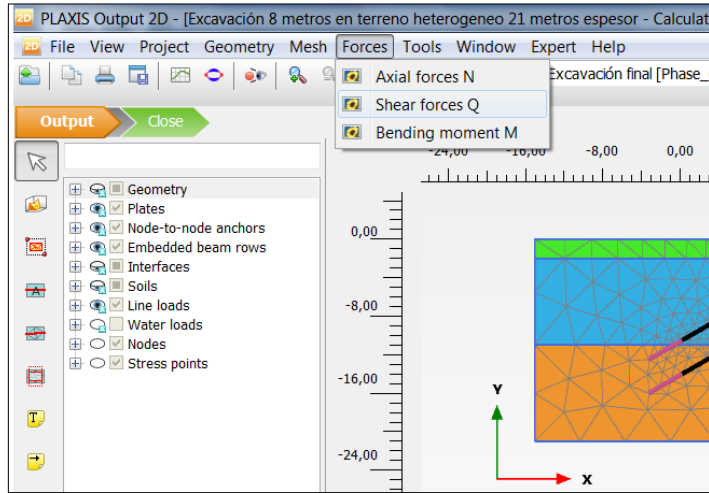 PLAXIS Output 2D - [Excavación 8 metros en terreno heterogeneo 21 metros espesor - Calculat
2D File View Project Geometry Mesh Forces Tools Window Expert Help
Axial forces N
Excavación final [Phase_
Shear forces Q
Bending moment M
Output Close
-24,00 -16,00 -8,00 0,00
Geometry
Plates
Node-to-node anchors
Embedded beam rows
Interfaces
Soils
Line loads
Water loads
Nodes
Stress points
0,00
-8,00
-16,00
-24,00
Y
X
A
T